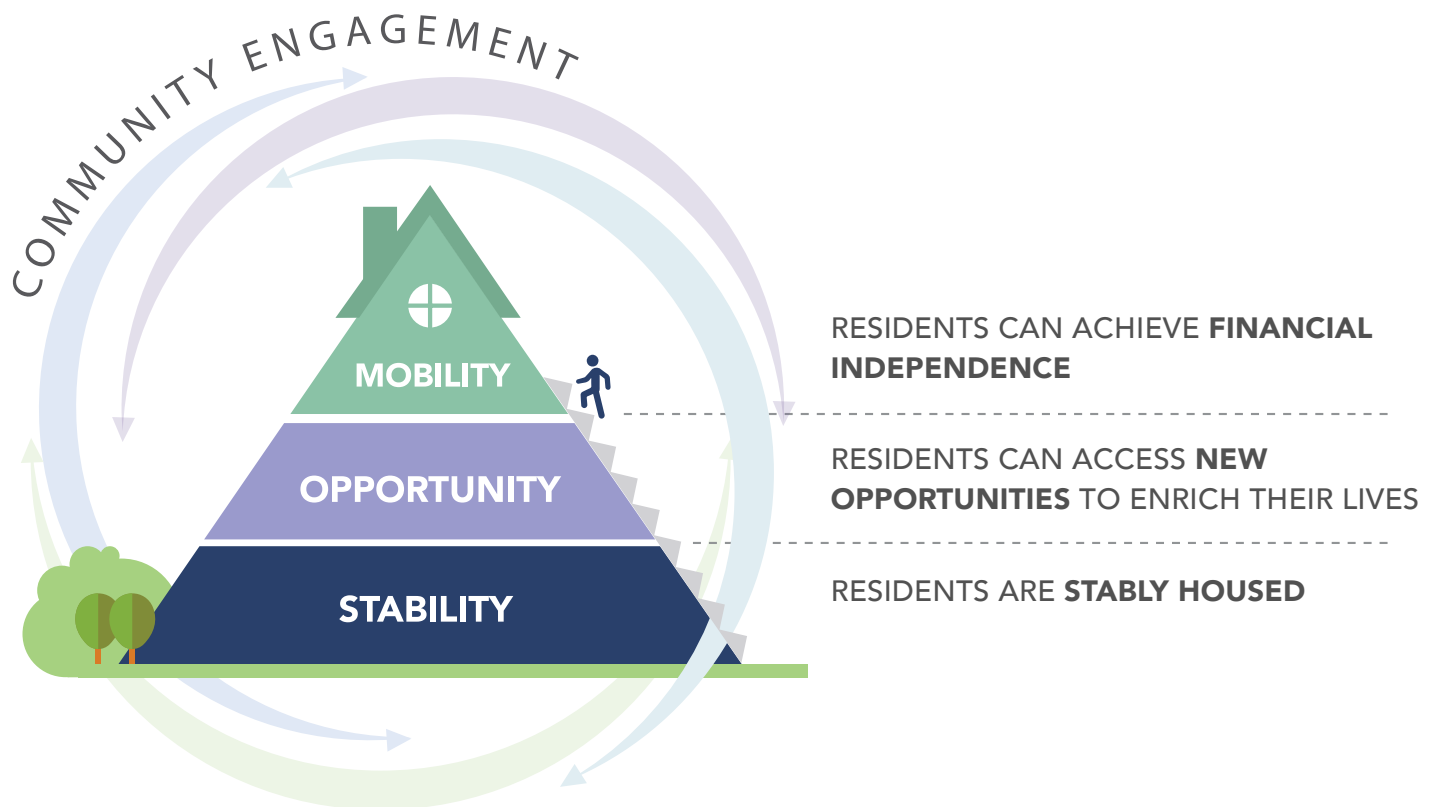 COMMUNITY ENGAGEMENT
MOBILITY
RESIDENTS CAN ACHIEVE FINANCIAL
INDEPENDENCE
OPPORTUNITY
RESIDENTS CAN ACCESS NEW
OPPORTUNITIES TO ENRICH THEIR LIVES
STABILITY
RESIDENTS ARE STABLY HOUSED